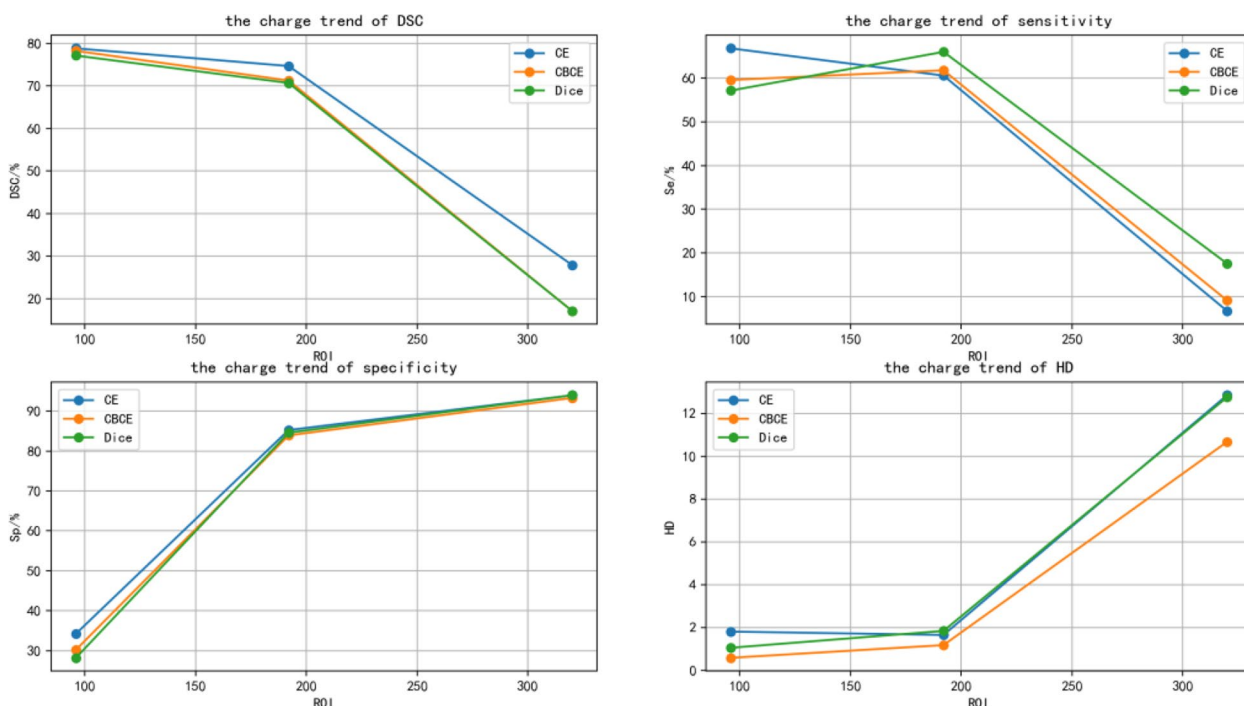 the charge trend of DSC
80
70
60
50
40
30
20
DSC/%
CE
CBCE
Dice
100 150 200 250 300
ROI
the charge trend of sensitivity
60
50
40
30
20
10
Se/%
CE
CBCE
Dice
100 150 200 250 300
ROI
the charge trend of specificity
90
80
70
60
50
40
30
Sp/%
CE
CBCE
Dice
100 150 200 250 300
ROI
the charge trend of HD
12
10
8
6
4
2
0
HD
CE
CBCE
Dice
100 150 200 250 300
ROI